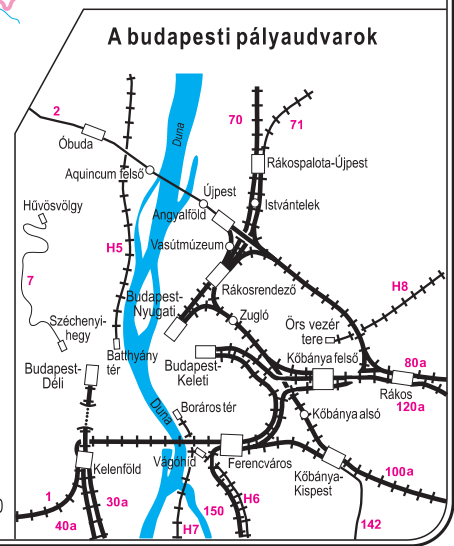 A budapesti pályaudvarok
2
70
71
Duna
Óbuda
Rákospalota-Újpest
Aquincum felső
Újpest
Istvántelek
Hűvösvölgy
Angyalföld
H5
Vasútmúzeum
7
Rákosrendező
H8
Budapest-
Nyugati
Zugló
Örs vezér
tere
Széchenyi-
hegy
Batthyány
tér
Budapest-
Keleti
Kőbánya felső
80a
Budapest-
Déli
Rákos
120a
Duna
Boráros tér
Kőbánya alsó
Vágóhíd
Ferencváros
Kelenföld
Kőbánya-
Kispest
100a
1
30a
40a
150
H6
H7
142